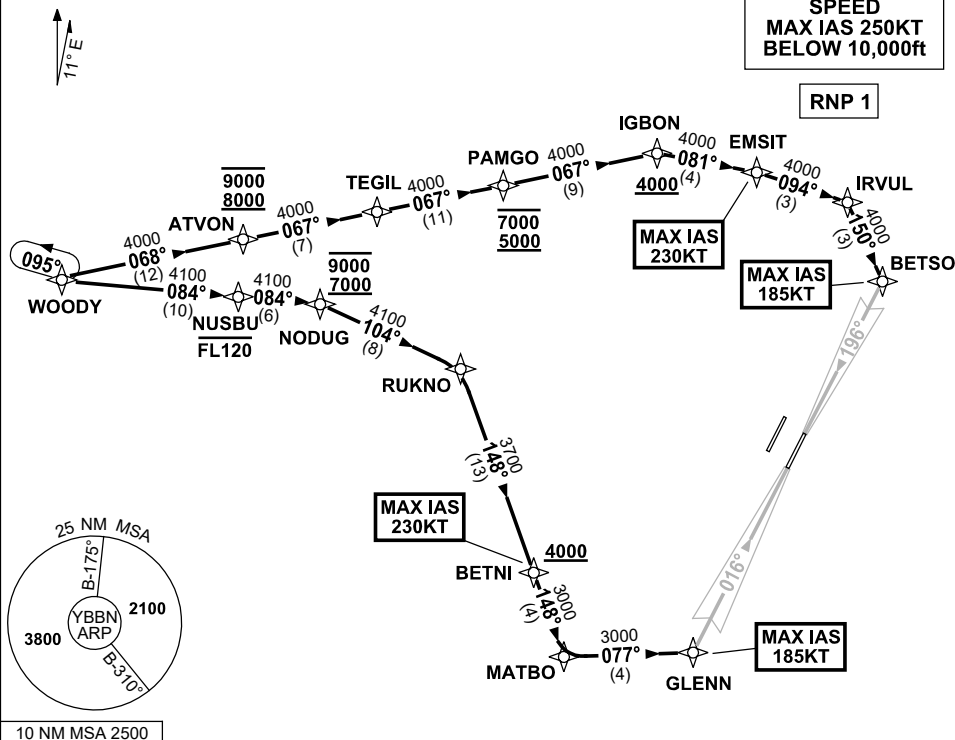 SPEED
MAX IAS 250KT
BELOW 10,000ft
RNP 1
11° E
IGBON
4000
081°
(4)
4000
EMSIT
4000
094°
(3)
IRVUL
4000
150°
(3)
BETSO
MAX IAS
230KT
MAX IAS
185KT
PAMGO
4000
067°
(9)
7000
5000
TEGIL
4000
067°
(11)
9000
8000
ATVON
4000
067°
(7)
4000
068°
(12)
095°
WOODY
4100
084°
(10)
NUSBU
FL120
084°
4100
(6)
9000
7000
NODUG
4100
104°
(8)
RUKNO
3700
148°
(13)
MAX IAS
230KT
BETNI
4000
3000
148°
(4)
MATBO
3000
077°
(4)
GLENN
MAX IAS
185KT
196°
016°
25 NM MSA
B-175°
YBBN
ARP
2100
3800
B-310°
10 NM MSA 2500